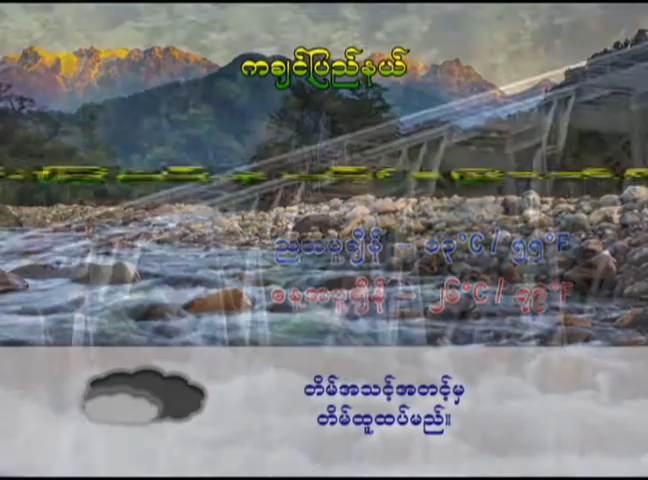 ကချင်ပြည်နယ်
ညအပူချိန် - ၁၃°C / ၅၅°F
နေ့အပူချိန် - ၂၆°C / ၇၉°F
တိမ်အသင့်အတင့်မှ
တိမ်ထူထပ်မည်။